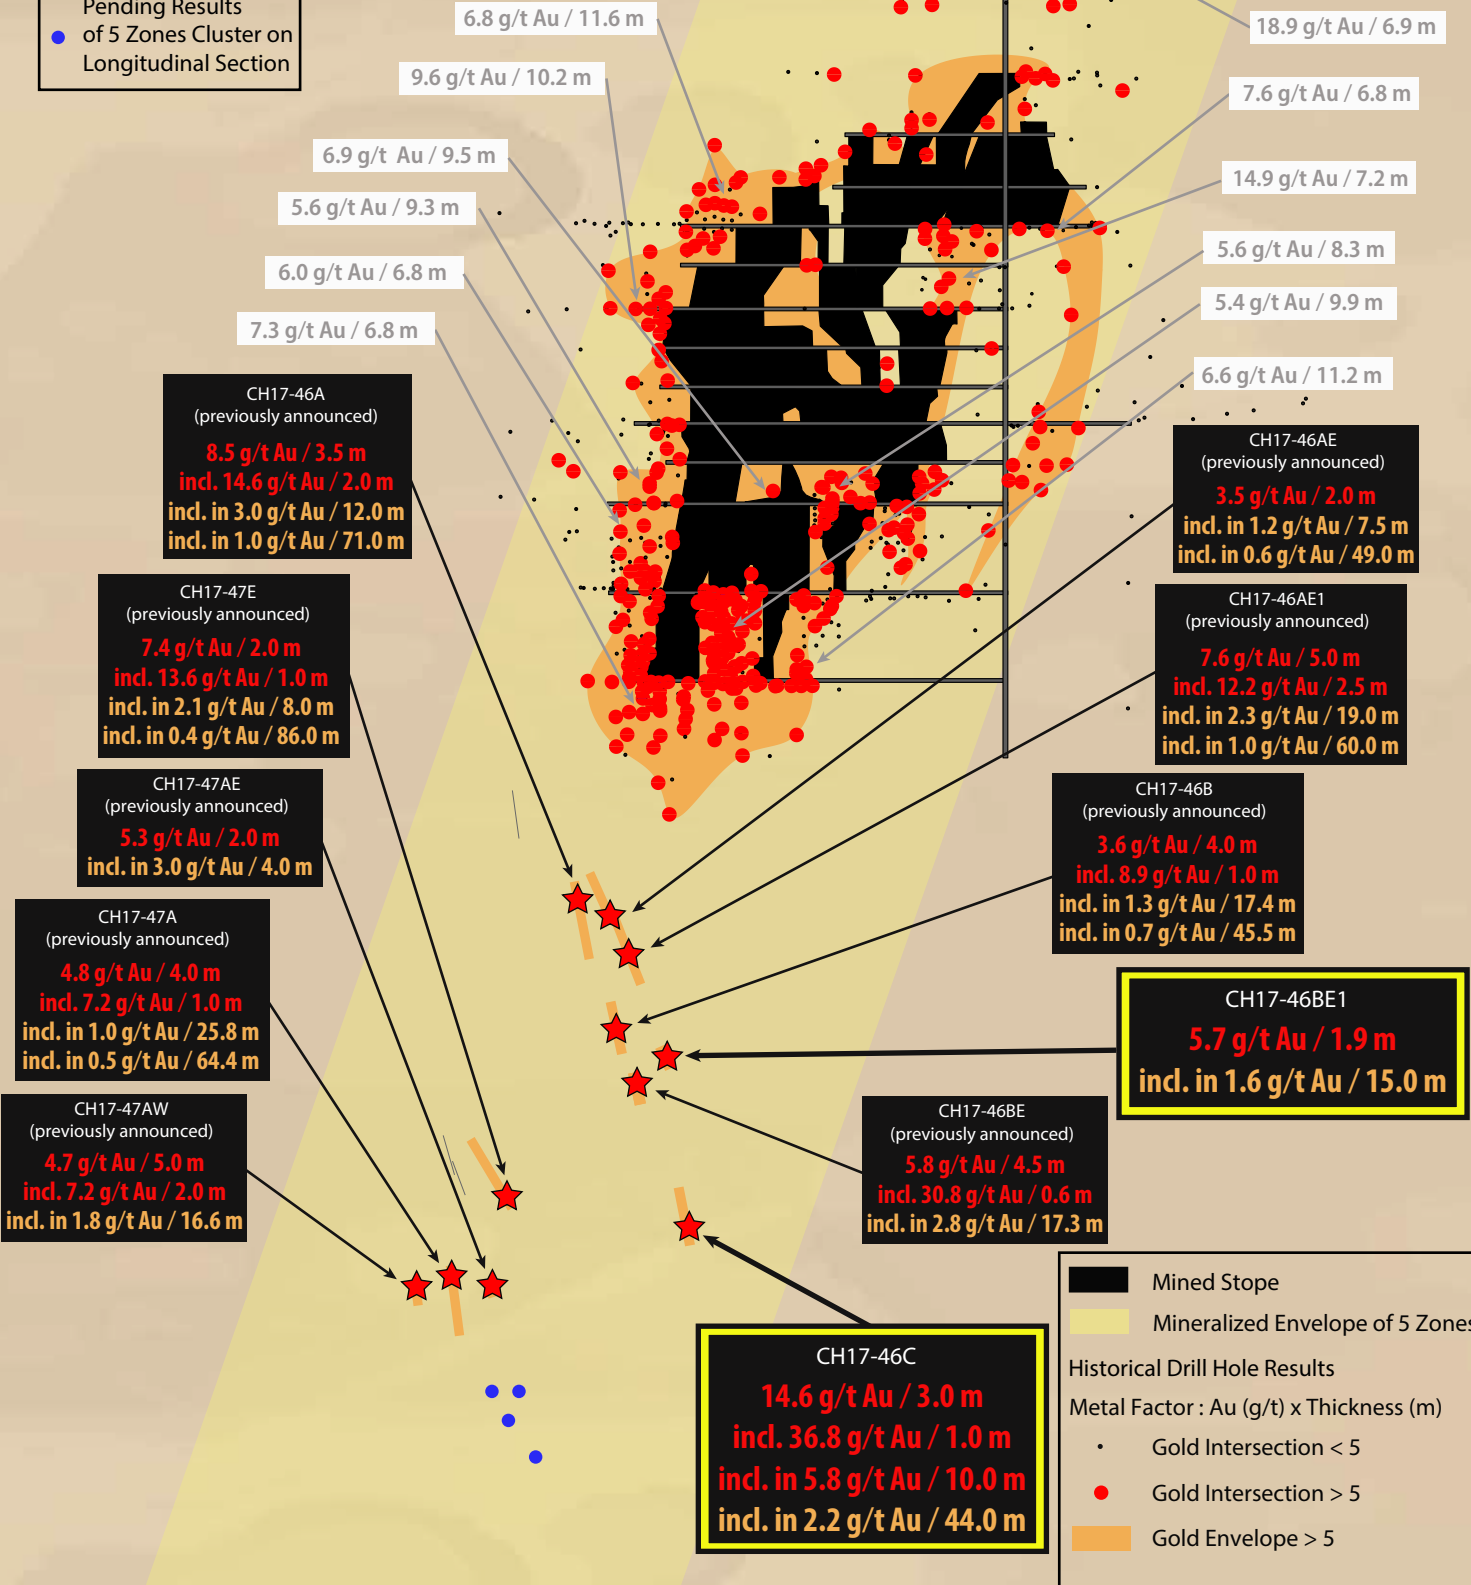 Pending Results
of 5 Zones Cluster on
Longitudinal Section
6.8 g/t Au / 11.6 m
9.6 g/t Au / 10.2 m
6.9 g/t Au / 9.5 m
5.6 g/t Au / 9.3 m
6.0 g/t Au / 6.8 m
7.3 g/t Au / 6.8 m
18.9 g/t Au / 6.9 m
7.6 g/t Au / 6.8 m
14.9 g/t Au / 7.2 m
5.6 g/t Au / 8.3 m
5.4 g/t Au / 9.9 m
6.6 g/t Au / 11.2 m
CH17-46A
(previously announced)
8.5 g/t Au / 3.5 m
incl. 14.6 g/t Au / 2.0 m
incl. in 3.0 g/t Au / 12.0 m
incl. in 1.0 g/t Au / 71.0 m
CH17-47E
(previously announced)
7.4 g/t Au / 2.0 m
incl. 13.6 g/t Au / 1.0 m
incl. in 2.1 g/t Au / 8.0 m
incl. in 0.4 g/t Au / 86.0 m
CH17-47AE
(previously announced)
5.3 g/t Au / 2.0 m
incl. in 3.0 g/t Au / 4.0 m
CH17-47A
(previously announced)
4.8 g/t Au / 4.0 m
incl. 7.2 g/t Au / 1.0 m
incl. in 1.0 g/t Au / 25.8 m
incl. in 0.5 g/t Au / 64.4 m
CH17-47AW
(previously announced)
4.7 g/t Au / 5.0 m
incl. 7.2 g/t Au / 2.0 m
incl. in 1.8 g/t Au / 16.6 m
CH17-46AE
(previously announced)
3.5 g/t Au / 2.0 m
incl. in 1.2 g/t Au / 7.5 m
incl. in 0.6 g/t Au / 49.0 m
CH17-46AE1
(previously announced)
7.6 g/t Au / 5.0 m
incl. 12.2 g/t Au / 2.5 m
incl. in 2.3 g/t Au / 19.0 m
incl. in 1.0 g/t Au / 60.0 m
CH17-46B
(previously announced)
3.6 g/t Au / 4.0 m
incl. 8.9 g/t Au / 1.0 m
incl. in 1.3 g/t Au / 17.4 m
incl. in 0.7 g/t Au / 45.5 m
CH17-46BE1
5.7 g/t Au / 1.9 m
incl. in 1.6 g/t Au / 15.0 m
CH17-46BE
(previously announced)
5.8 g/t Au / 4.5 m
incl. 30.8 g/t Au / 0.6 m
incl. in 2.8 g/t Au / 17.3 m
CH17-46C
14.6 g/t Au / 3.0 m
incl. 36.8 g/t Au / 1.0 m
incl. in 5.8 g/t Au / 10.0 m
incl. in 2.2 g/t Au / 44.0 m
Mined Stope
Mineralized Envelope of 5 Zones
Historical Drill Hole Results
Metal Factor : Au (g/t) x Thickness (m)
Gold Intersection < 5
Gold Intersection > 5
Gold Envelope > 5